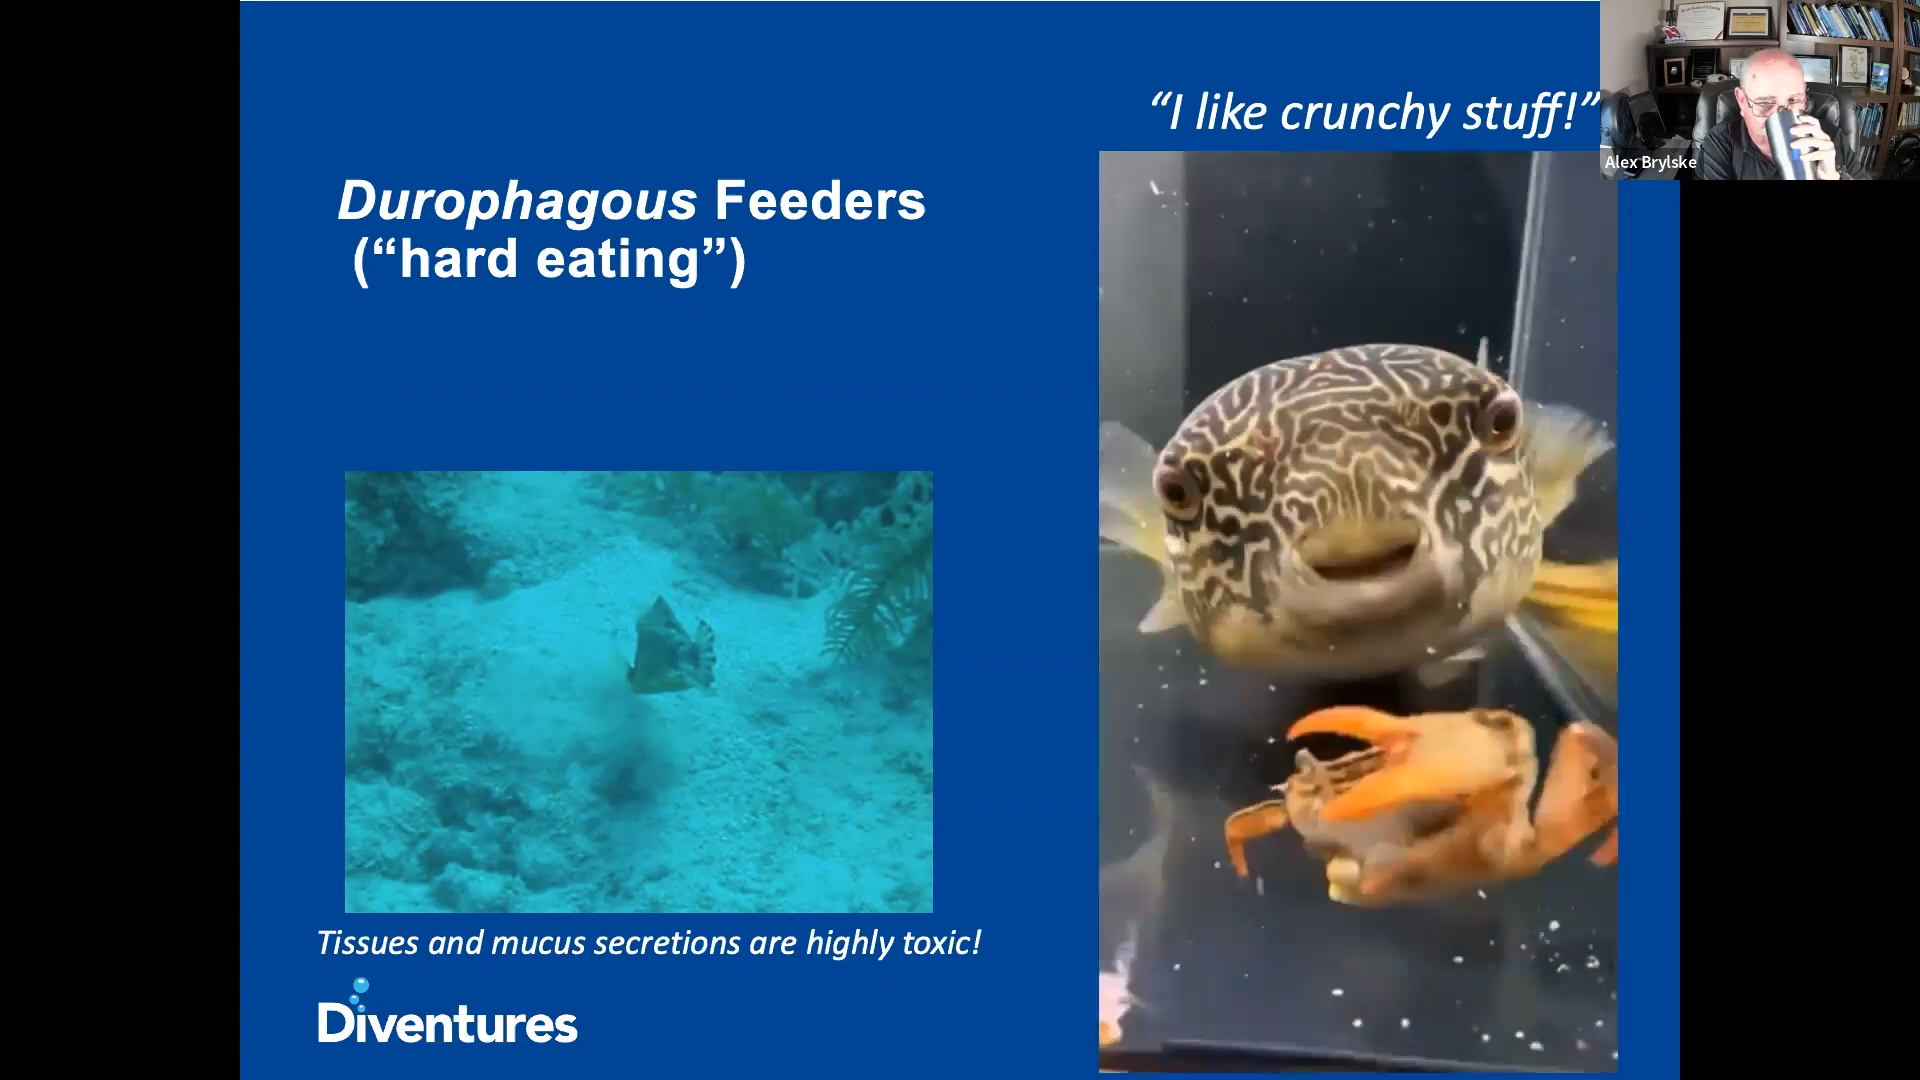 “I like crunchy stuff!”
Alex Brylske
Durophagous Feeders
(“hard eating”)
Tissues and mucus secretions are highly toxic!
Diventures